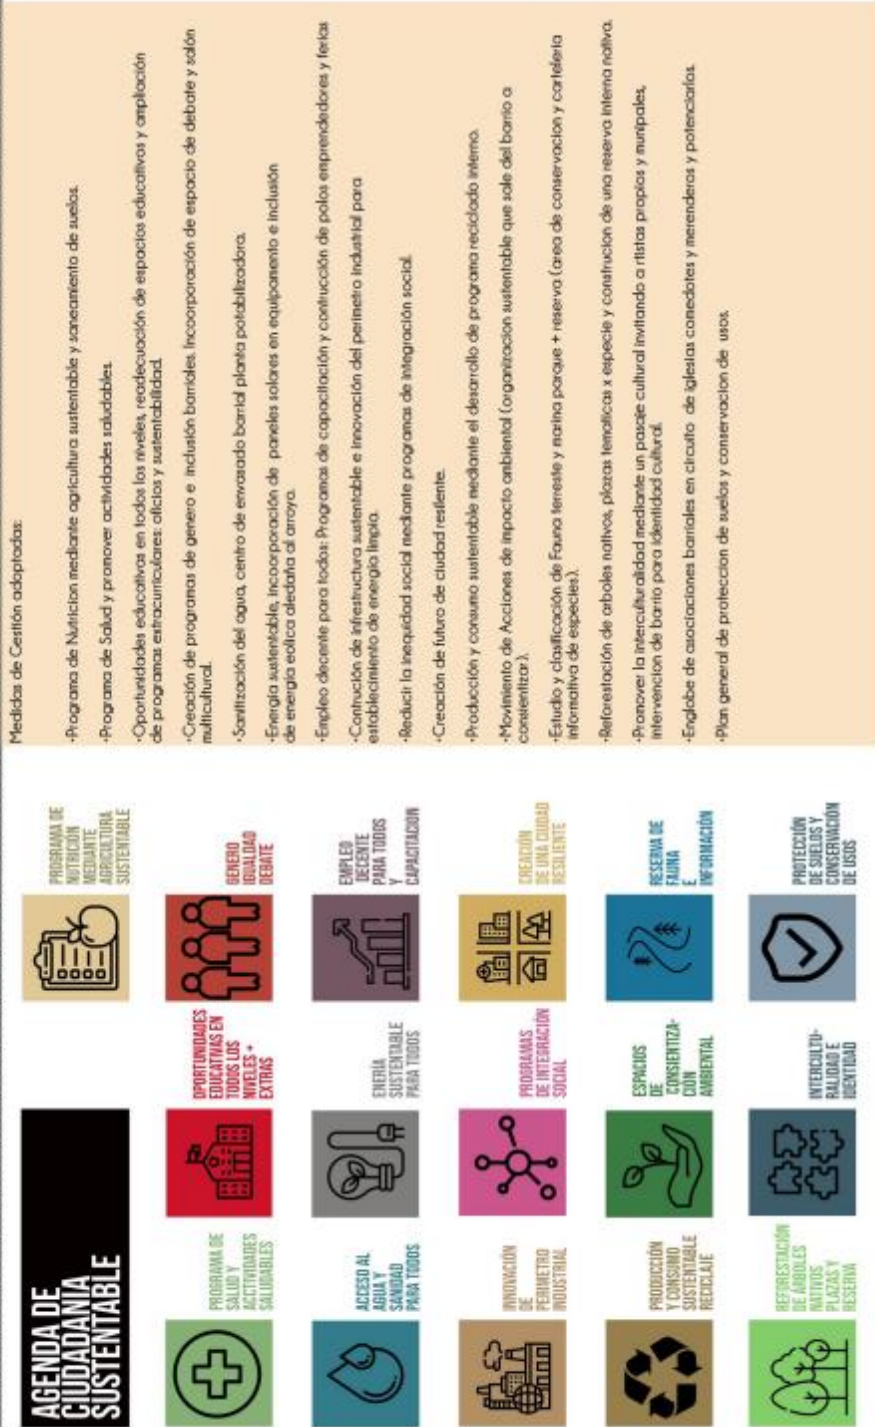 AGENDA DE
CIUDADANIA
SUSTENTABLE
PROGRAMA DE
NUTRICIÓN
MEDIANTE
AGRICULTURA
SUSTENTABLE
PROGRAMA DE
SALUD Y
ACCTIVIDADES
SALUDABLES
OPORTUNIDADES
EDUCATIVAS EN
TODOS LOS
NIVELES +
EXTRAS
GENERO
IGUALDAD
DEBATE
ACCESO AL
AGUA Y
SANIDAD
PARA TODOS
ENERÍA
SUSTENTABLE
PARA TODOS
EMPLEO
DECENTE
PARA TODOS
Y
CAPACITACION
INNOVACIÓN
DE
PERIMETRO
INDUSTRIAL
PROGRAMAS
DE INTEGRACIÓN
SOCIAL
CREACIÓN
DE UNA CIUDAD
RESILIENTE
PRODUCCIÓN
Y CONSUMO
SUSTENTABLE
RECICLAJE
ESPACIOS
DE
CONSIENTIZA-
CION
AMBIENTAL
RESERVA DE
FAUNA
E
INFORMACIÓN
REFORESTACIÓN
DE ÁRBOLES
NATIVOS
PLAZAS Y
RESERVA
INTERCULTU-
RALIDAD E
IDENTIDAD
PROTECCIÓN
DE SUELOS Y
CONSERVACIÓN
DE USOS
Medidas de Gestión adoptadas:
•Programa de Nutricion mediante agricultura sustentable y saneamiento de suelos.
•Programa de Salud y promover actividades saludables.
•Oportunidades educativas en todos los niveles, readecuación de espacios educativos y ampliación
de programas extracurriculares: oficios y sustentabilidad.
•Creación de programas de genero e inclusión barriales. Incorporación de espacio de debate y salón
multicultural.
•Sanitización del agua, centro de envasado barrial planta potabilizadora.
•Energía sustentable, incorporación de paneles solares en equipamento e inclusión
de energia eolica aledaña al arroyo.
•Empleo decente para todos: Programas de capacitación y contrucción de polos emprendedores y ferias
•Contrución de infrestructura sustentable e innovación del perimetro industrial para
establecimiento de energía limpia.
•Reducir la inequidad social mediante programas de integración social.
•Creación de futuro de ciudad resilente.
•Producción y consumo sustentable mediante el desarrollo de programa reciclado interno.
•Movimiento de Acciones de impacto ambiental (organizacion sustentable que sale del barrio a
consientizar).
•Estudio y clasificación de Fauna terreste y marina parque + reserva (area de conservacion y carteleria
informativa de especies).
•Reforestación de arboles nativos, plazas tematicas x especie y construcion de una reserva interna nativa.
•Promover la interculturalidad mediante un pasaje cultural invitando a rtistas propios y munipales,
intervencion de barrio para identidad cultural.
•Englobe de asociaciones barriales en circuito de iglesias comedotes y merenderos y potenciarlos.
•Plan general de proteccion de suelos y conservacion de usos.